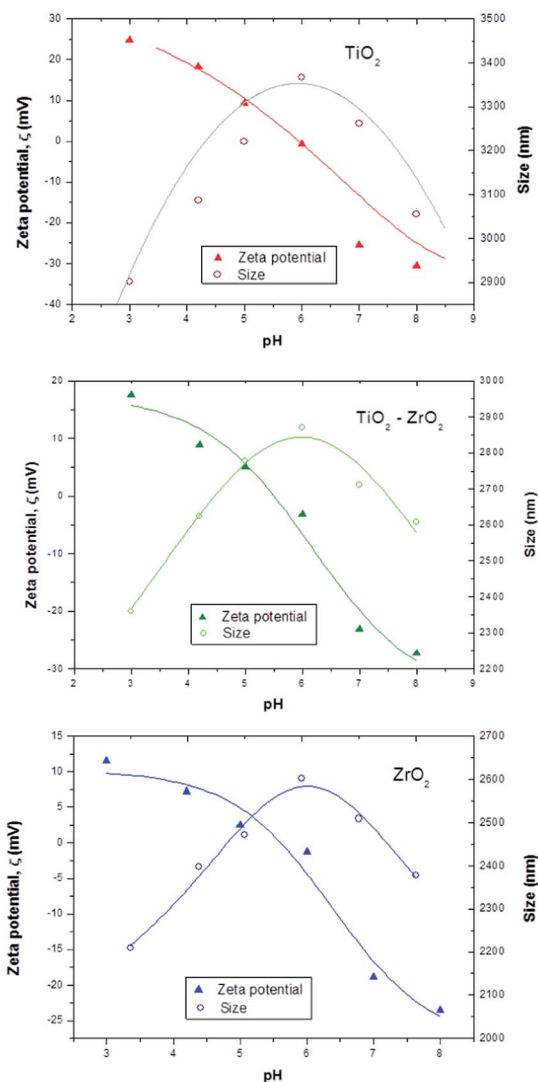 TiO2
Zeta potential, ζ (mV)
30
20
10
0
-10
-20
-30
-40
3500
3400
3300
3200
3100
3000
2900
Size (nm)
Zeta potential
Size
2 3 4 5 6 7 8 9
pH
TiO2 - ZrO2
Zeta potential, ζ (mV)
20
10
0
-10
-20
-30
3000
2900
2800
2700
2600
2500
2400
2300
2200
Size (nm)
Zeta potential
Size
2 3 4 5 6 7 8 9
pH
ZrO2
Zeta potential, ζ (mV)
15
10
5
0
-5
-10
-15
-20
-25
2700
2600
2500
2400
2300
2200
2100
2000
Size (nm)
Zeta potential
Size
3 4 5 6 7 8
pH